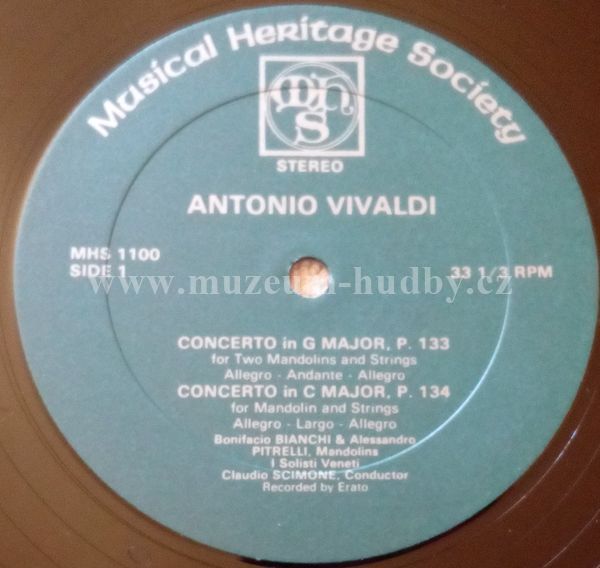 Musical Heritage Society
mhs
STEREO
ANTONIO VIVALDI
MHS 1100
SIDE 1
33 1/3 RPM
www.muzeum-hudby.cz
CONCERTO in G MAJOR, P. 133
for Two Mandolins and Strings
Allegro - Andante - Allegro
CONCERTO in C MAJOR, P. 134
for Mandolin and Strings
Allegro - Largo - Allegro
Bonifacio BIANCHI & Alessandro
PITRELLI, Mandolins
I Solisti Veneti
Claudio SCIMONE, Conductor
Recorded by Erato